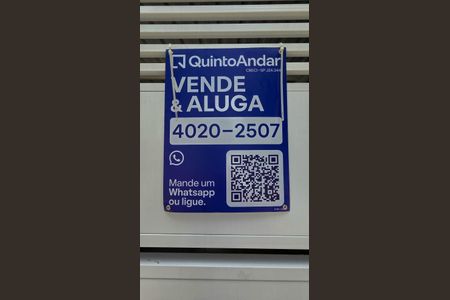 QuintoAndar
VENDE
& ALUGA
4020-2507
Mande um
Whatsapp
ou ligue.